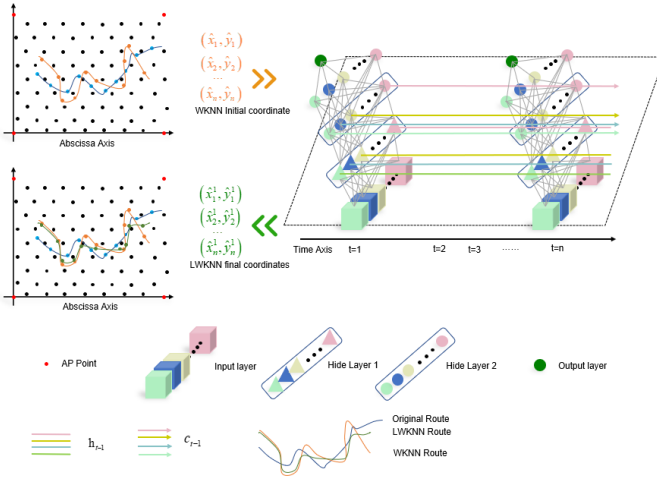 Abscissa Axis
(x̂₁, ŷ₁)
(x̂₂, ŷ₂)
...
(x̂ₙ, ŷₙ)
WKNN Initial coordinate
Abscissa Axis
(x̂₁¹, ŷ₁¹)
(x̂₂¹, ŷ₂¹)
...
(x̂ₙ¹, ŷₙ¹)
LWKNN final coordinates
Time Axis t=1 t=2 t=3 ...... t=n
AP Point
Input layer
Hide Layer 1
Hide Layer 2
Output layer
hₜ₋₁
cₜ₋₁
Original Route
LWKNN Route
WKNN Route